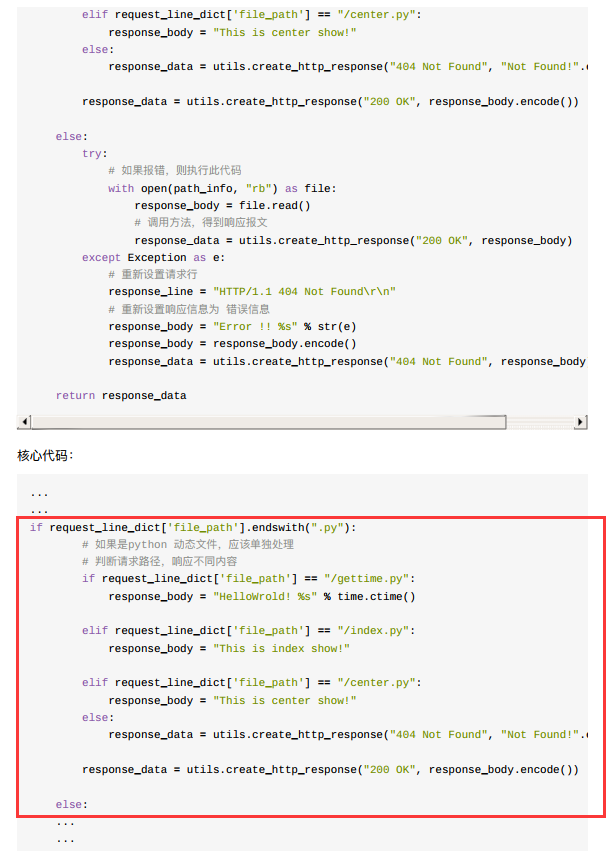 elif request_line_dict['file_path'] == "/center.py":
response_body = "This is center show!"
else:
response_data = utils.create_http_response("404 Not Found", "Not Found!".
response_data = utils.create_http_response("200 OK", response_body.encode())
else:
try:
# 如果报错，则执行此代码
with open(path_info, "rb") as file:
response_body = file.read()
# 调用方法，得到响应报文
response_data = utils.create_http_response("200 OK", response_body)
except Exception as e:
# 重新设置请求行
response_line = "HTTP/1.1 404 Not Found\r\n"
# 重新设置响应信息为 错误信息
response_body = "Error !! %s" % str(e)
response_body = response_body.encode()
response_data = utils.create_http_response("404 Not Found", response_body
return response_data
核心代码：
...
...
if request_line_dict['file_path'].endswith(".py"):
# 如果是python 动态文件，应该单独处理
# 判断请求路径，响应不同内容
if request_line_dict['file_path'] == "/gettime.py":
response_body = "HelloWrold! %s" % time.ctime()
elif request_line_dict['file_path'] == "/index.py":
response_body = "This is index show!"
elif request_line_dict['file_path'] == "/center.py":
response_body = "This is center show!"
else:
response_data = utils.create_http_response("404 Not Found", "Not Found!".
response_data = utils.create_http_response("200 OK", response_body.encode())
else:
...
...